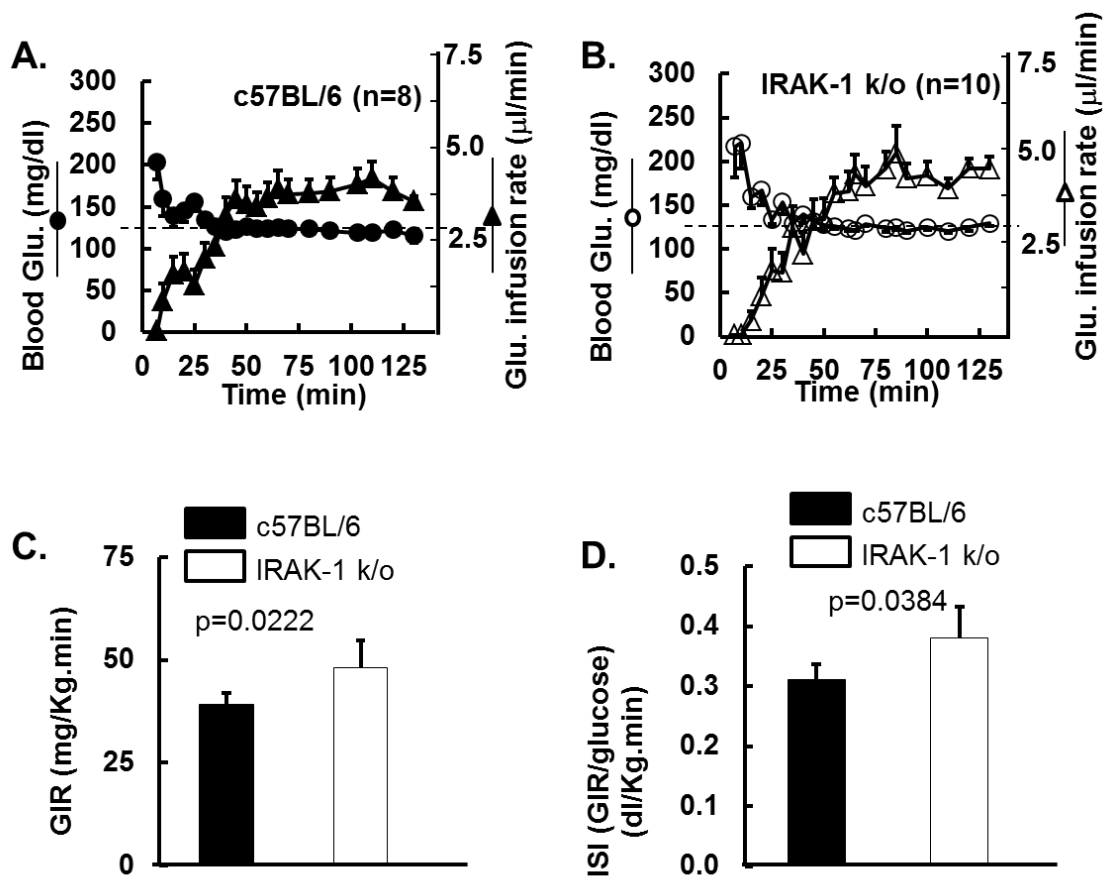 A.
Blood Glu. (mg/dl)
300
250
200
150
100
50
0
c57BL/6 (n=8)
7.5
5.0
2.5
Glu. infusion rate (µl/min)
0 25 50 75 100 125
Time (min)
B.
Blood Glu. (mg/dl)
300
250
200
150
100
50
0
IRAK-1 k/o (n=10)
7.5
5.0
2.5
Glu. infusion rate (µl/min)
0 25 50 75 100 125
Time (min)
C.
c57BL/6
IRAK-1 k/o
p=0.0222
GIR (mg/Kg.min)
75
50
25
0
D.
c57BL/6
IRAK-1 k/o
p=0.0384
ISI (GIR/glucose)
(dl/Kg.min)
0.5
0.4
0.3
0.2
0.1
0.0